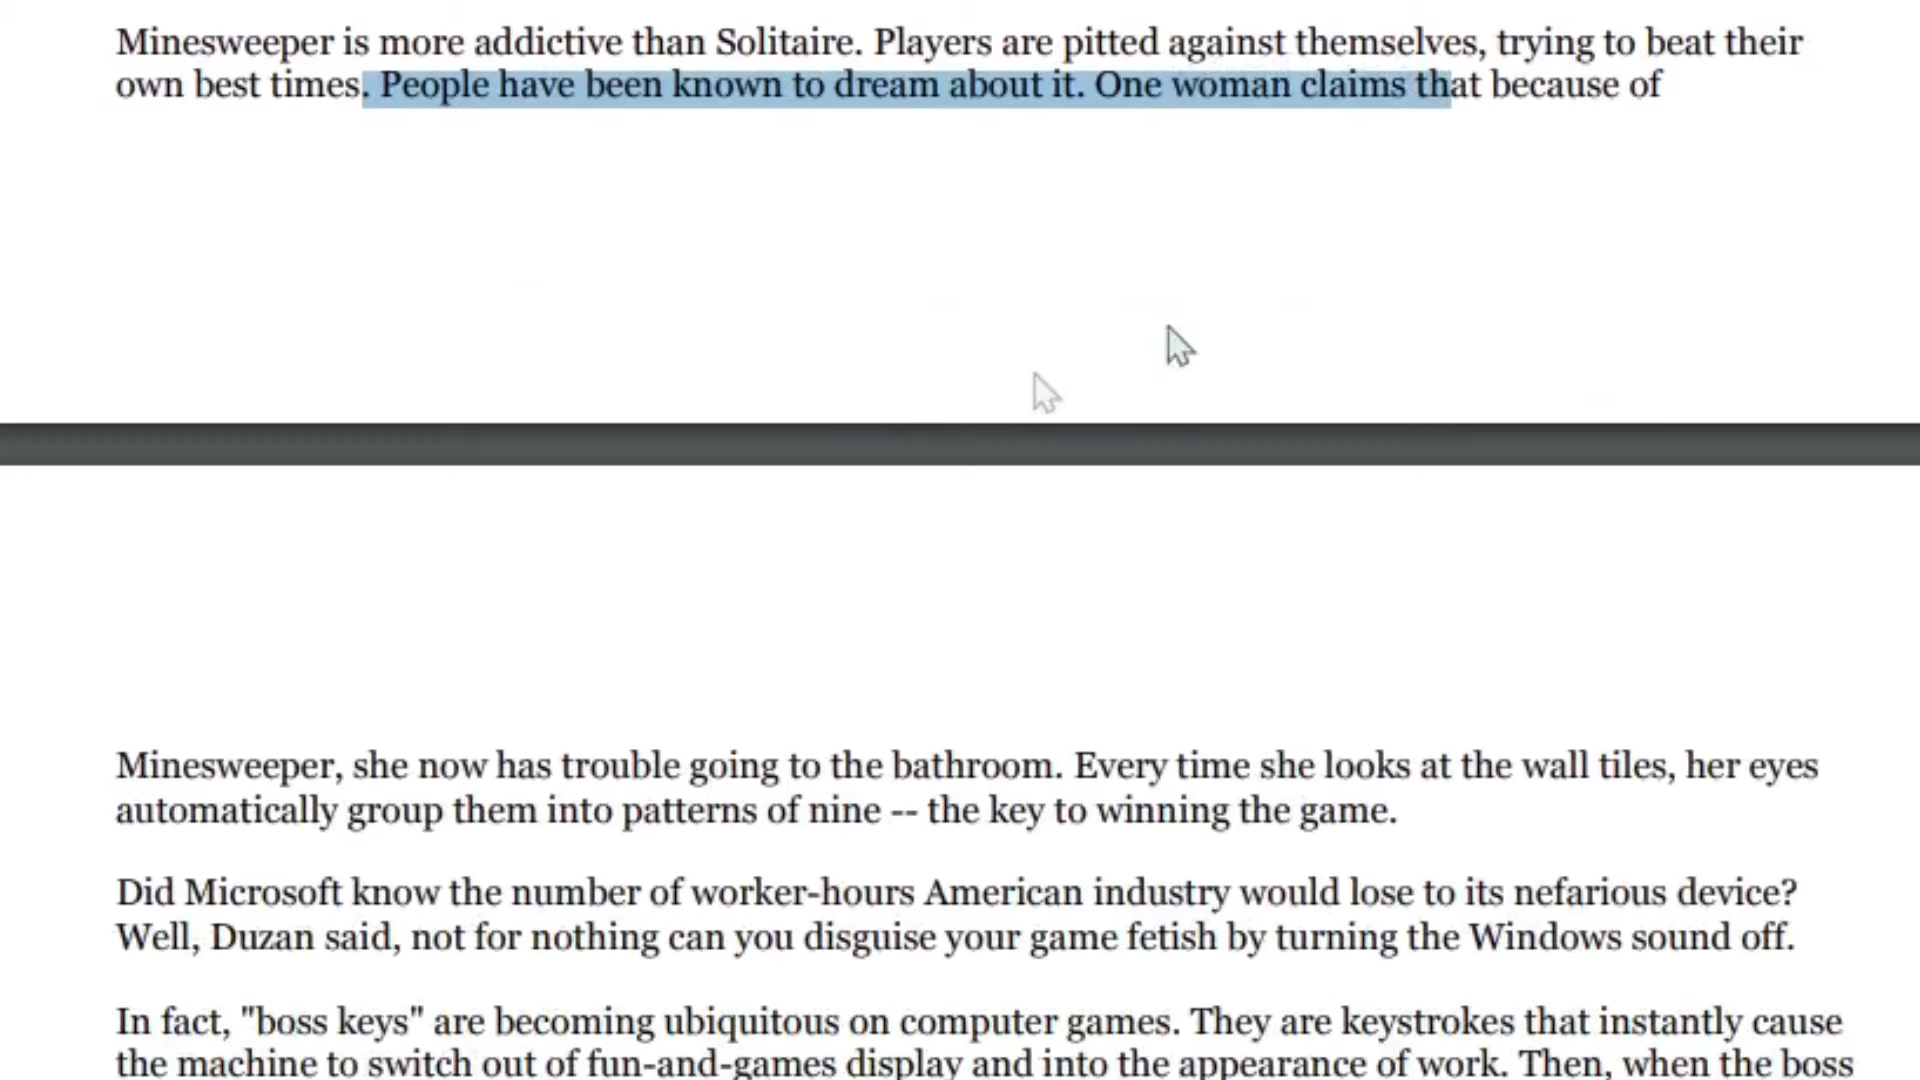 Minesweeper is more addictive than Solitaire. Players are pitted against themselves, trying to beat their
own best times. People have been known to dream about it. One woman claims that because of
Minesweeper, she now has trouble going to the bathroom. Every time she looks at the wall tiles, her eyes
automatically group them into patterns of nine -- the key to winning the game.
Did Microsoft know the number of worker-hours American industry would lose to its nefarious device?
Well, Duzan said, not for nothing can you disguise your game fetish by turning the Windows sound off.
In fact, "boss keys" are becoming ubiquitous on computer games. They are keystrokes that instantly cause
the machine to switch out of fun-and-games display and into the appearance of work. Then, when the boss